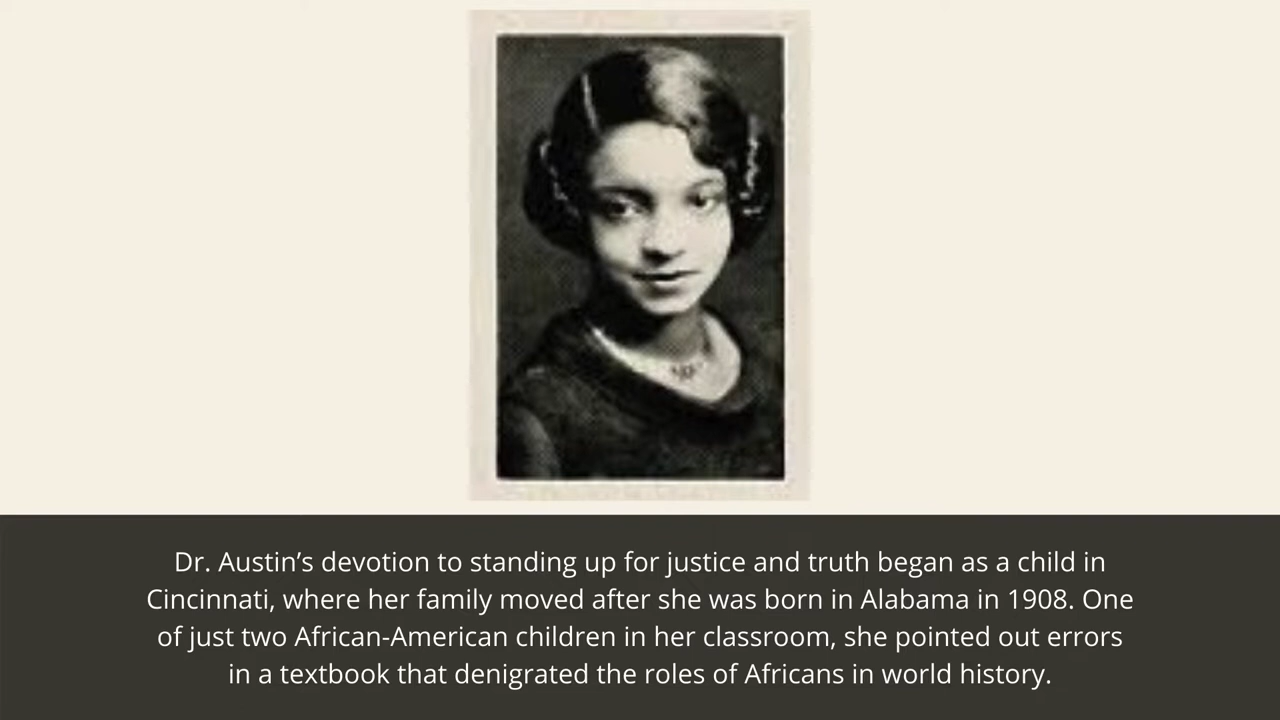 Dr. Austin’s devotion to standing up for justice and truth began as a child in
Cincinnati, where her family moved after she was born in Alabama in 1908. One
of just two African-American children in her classroom, she pointed out errors
in a textbook that denigrated the roles of Africans in world history.